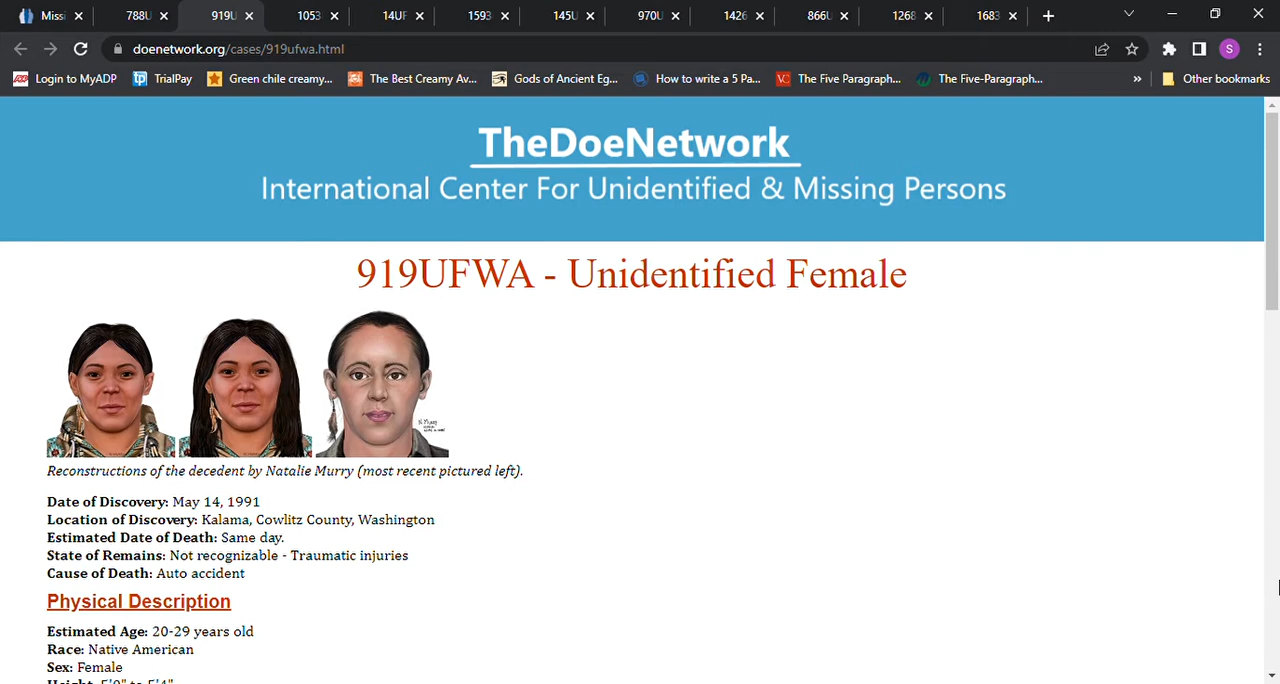 Missi
788U
919U
1053
14UF
1593
145U
970U
1426
866U
1268
1683
doenetwork.org/cases/919ufwa.html
S
Login to MyADP
TrialPay
Green chile creamy...
The Best Creamy Av...
Gods of Ancient Eg...
How to write a 5 Pa...
The Five Paragraph...
The Five-Paragraph...
Other bookmarks
TheDoeNetwork
International Center For Unidentified & Missing Persons
919UFWA - Unidentified Female
Reconstructions of the decedent by Natalie Murry (most recent pictured left).
Date of Discovery: May 14, 1991
Location of Discovery: Kalama, Cowlitz County, Washington
Estimated Date of Death: Same day.
State of Remains: Not recognizable - Traumatic injuries
Cause of Death: Auto accident
Physical Description
Estimated Age: 20-29 years old
Race: Native American
Sex: Female